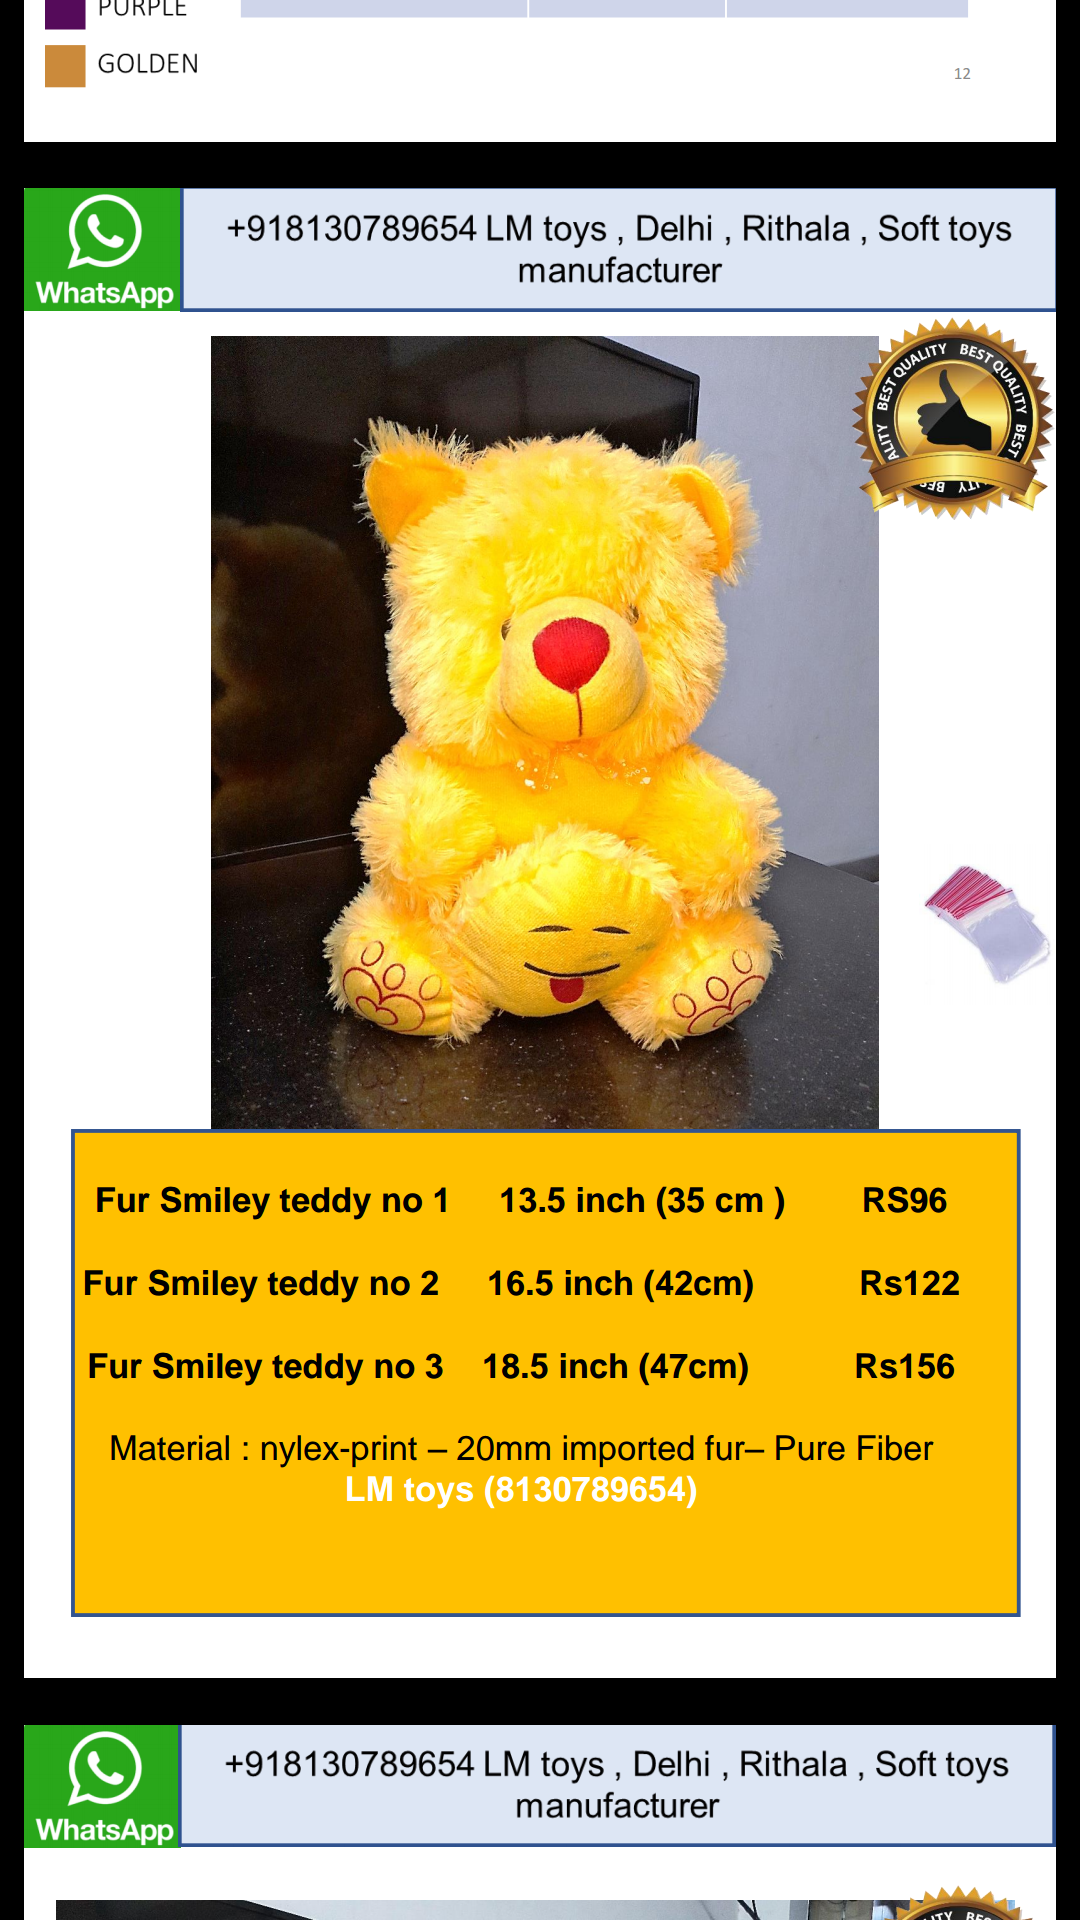 PURPLE
GOLDEN
12
WhatsApp
+918130789654 LM toys , Delhi , Rithala , Soft toys
manufacturer
BEST QUALITY BEST QUALITY BEST
ALITY
BES
ITY
Fur Smiley teddy no 1 13.5 inch (35 cm ) RS96
Fur Smiley teddy no 2 16.5 inch (42cm) Rs122
Fur Smiley teddy no 3 18.5 inch (47cm) Rs156
Material : nylex-print – 20mm imported fur– Pure Fiber
LM toys (8130789654)
WhatsApp
+918130789654 LM toys , Delhi , Rithala , Soft toys
manufacturer